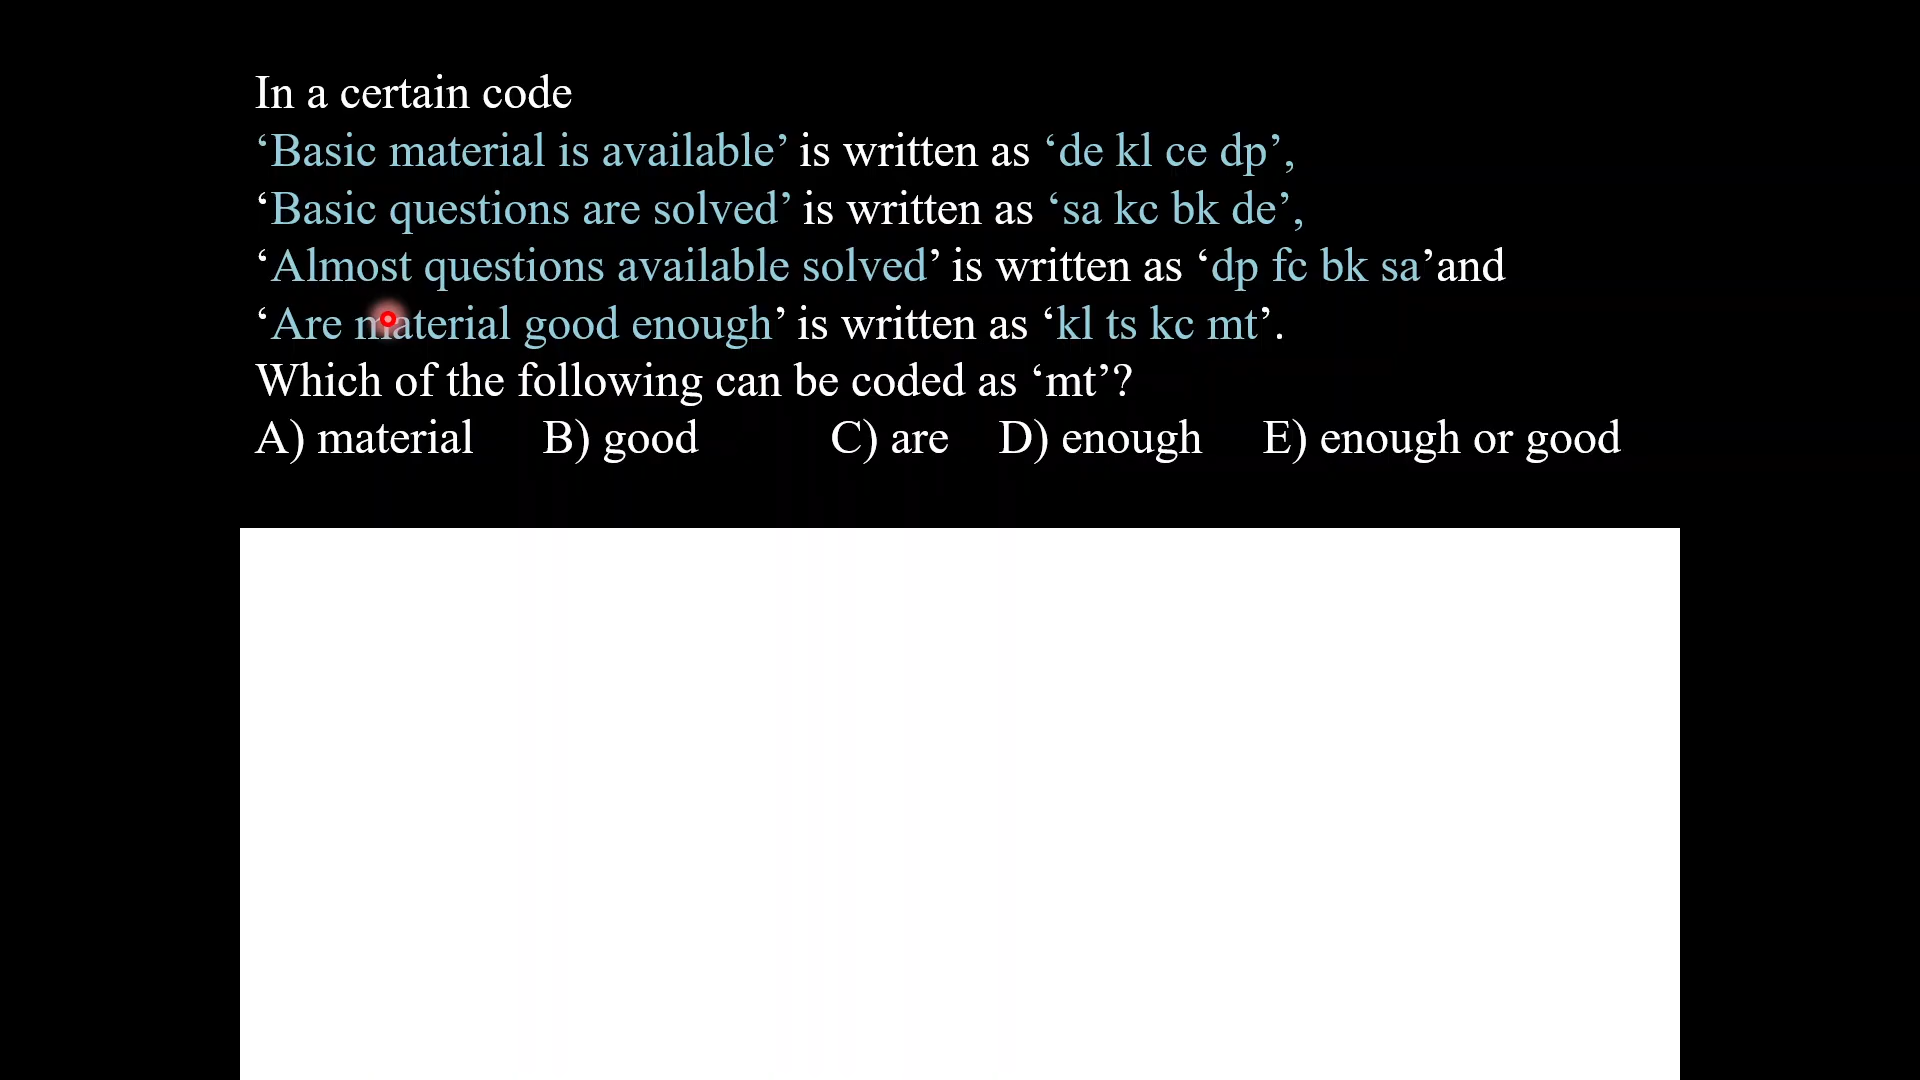 In a certain code
‘Basic material is available’ is written as ‘de kl ce dp’,
‘Basic questions are solved’ is written as ‘sa kc bk de’,
‘Almost questions available solved’ is written as ‘dp fc bk sa’and
‘Are material good enough’ is written as ‘kl ts kc mt’.
Which of the following can be coded as ‘mt’?
A) material B) good C) are D) enough E) enough or good